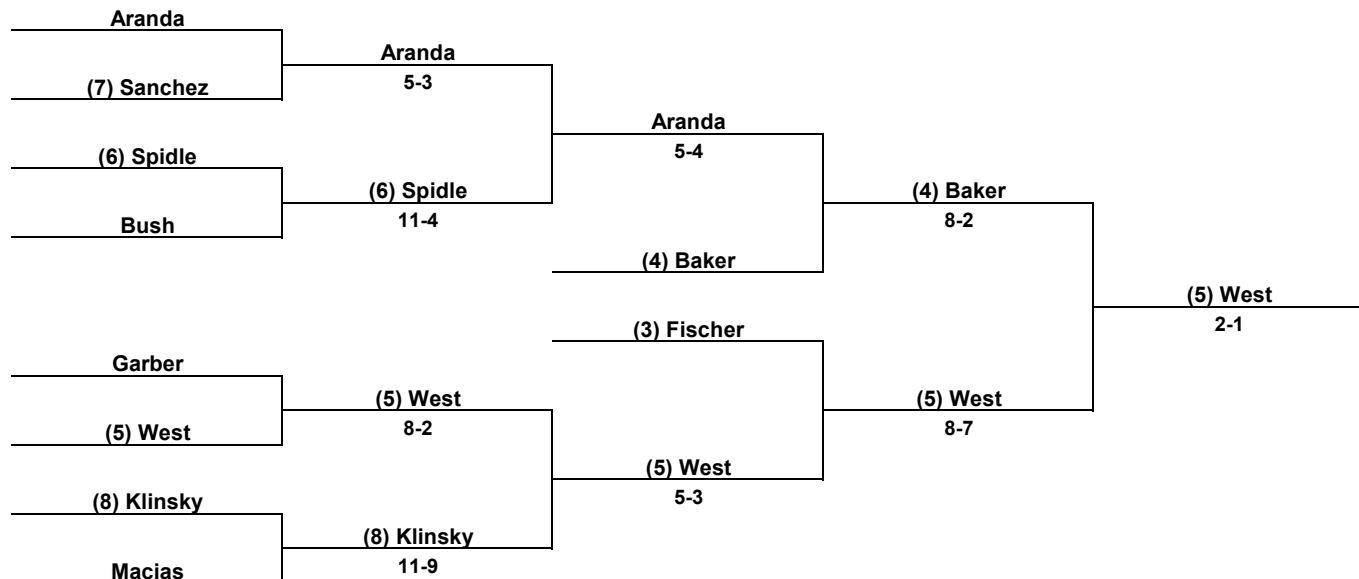 Aranda
Aranda
(7) Sanchez
5-3
Aranda
(6) Spidle
5-4
(6) Spidle
(4) Baker
Bush
11-4
8-2
(4) Baker
(5) West
(3) Fischer
2-1
Garber
(5) West
(5) West
(5) West
8-2
8-7
(5) West
(8) Klinsky
5-3
(8) Klinsky
Macias
11-9